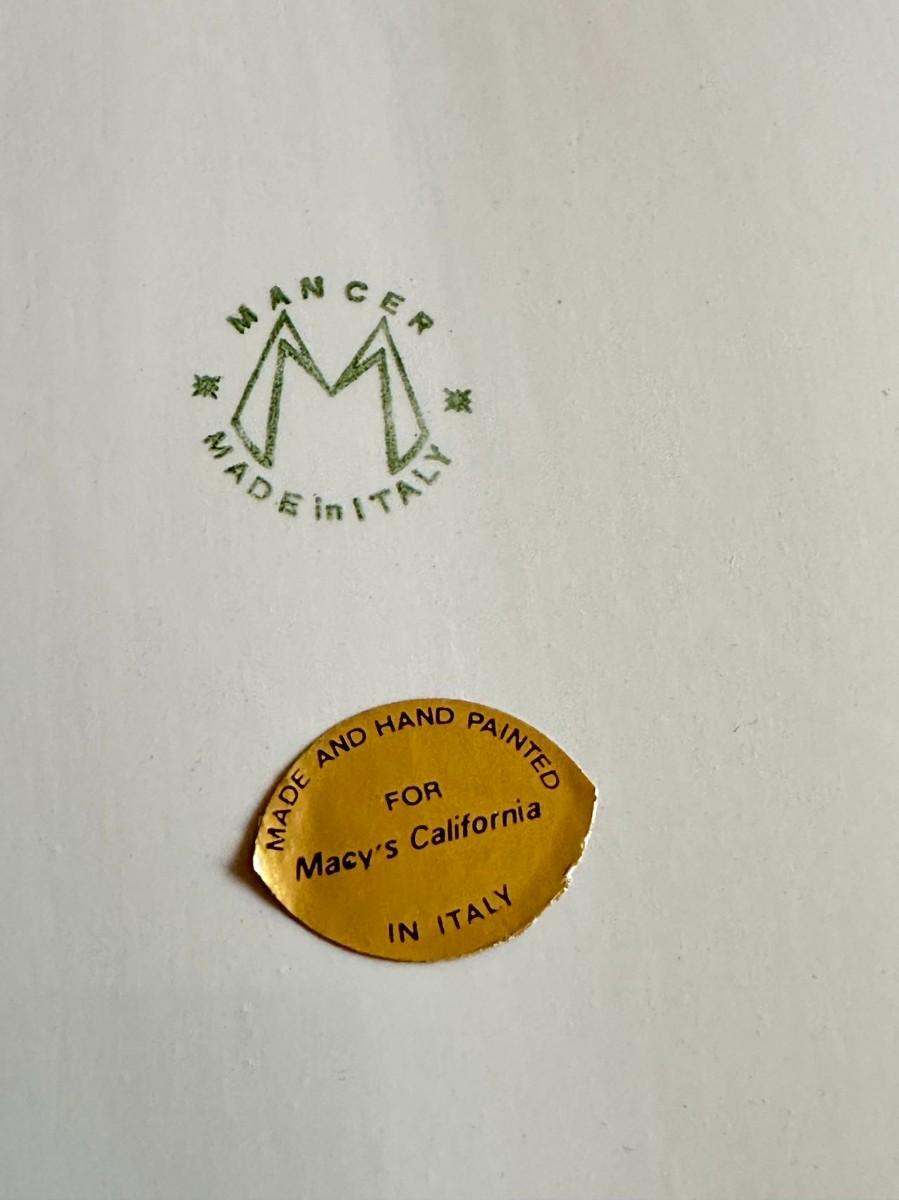 MANCER
M
MADE in ITALY
MADE AND HAND PAINTED
FOR
Macy's California
IN ITALY